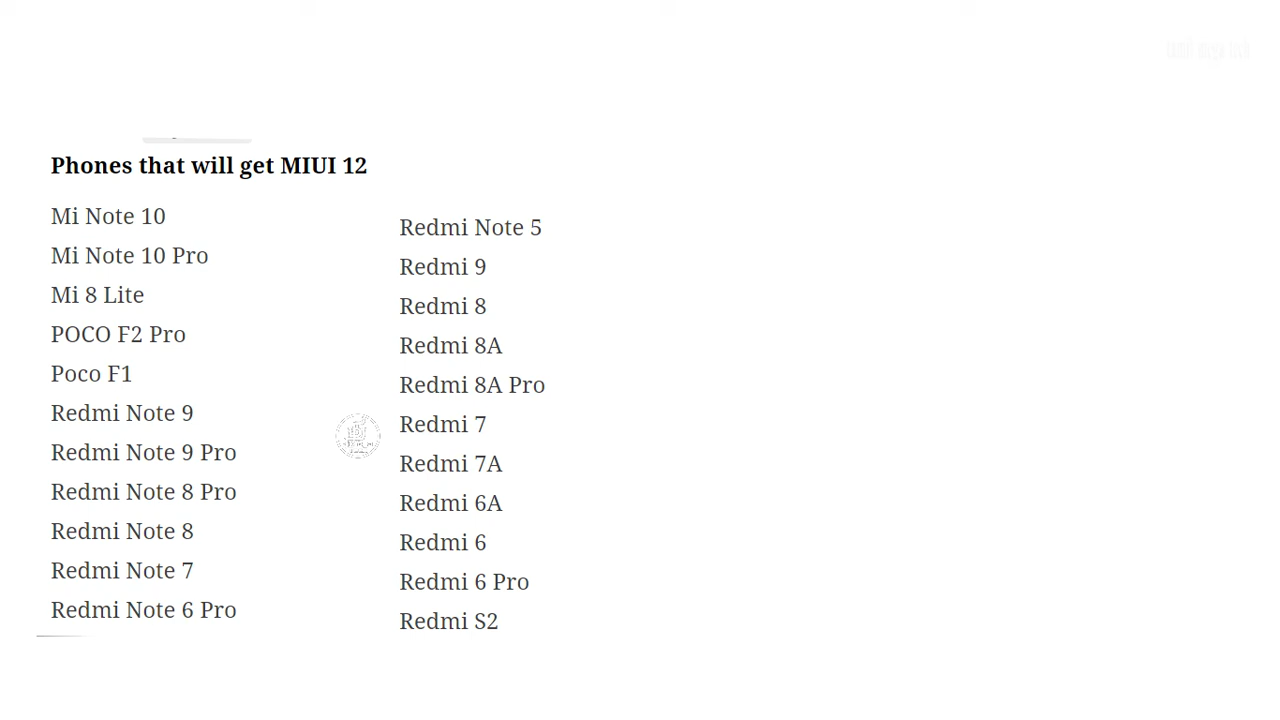 Phones that will get MIUI 12
Mi Note 10
Mi Note 10 Pro
Mi 8 Lite
POCO F2 Pro
Poco F1
Redmi Note 9
Redmi Note 9 Pro
Redmi Note 8 Pro
Redmi Note 8
Redmi Note 7
Redmi Note 6 Pro
Redmi Note 5
Redmi 9
Redmi 8
Redmi 8A
Redmi 8A Pro
Redmi 7
Redmi 7A
Redmi 6A
Redmi 6
Redmi 6 Pro
Redmi S2